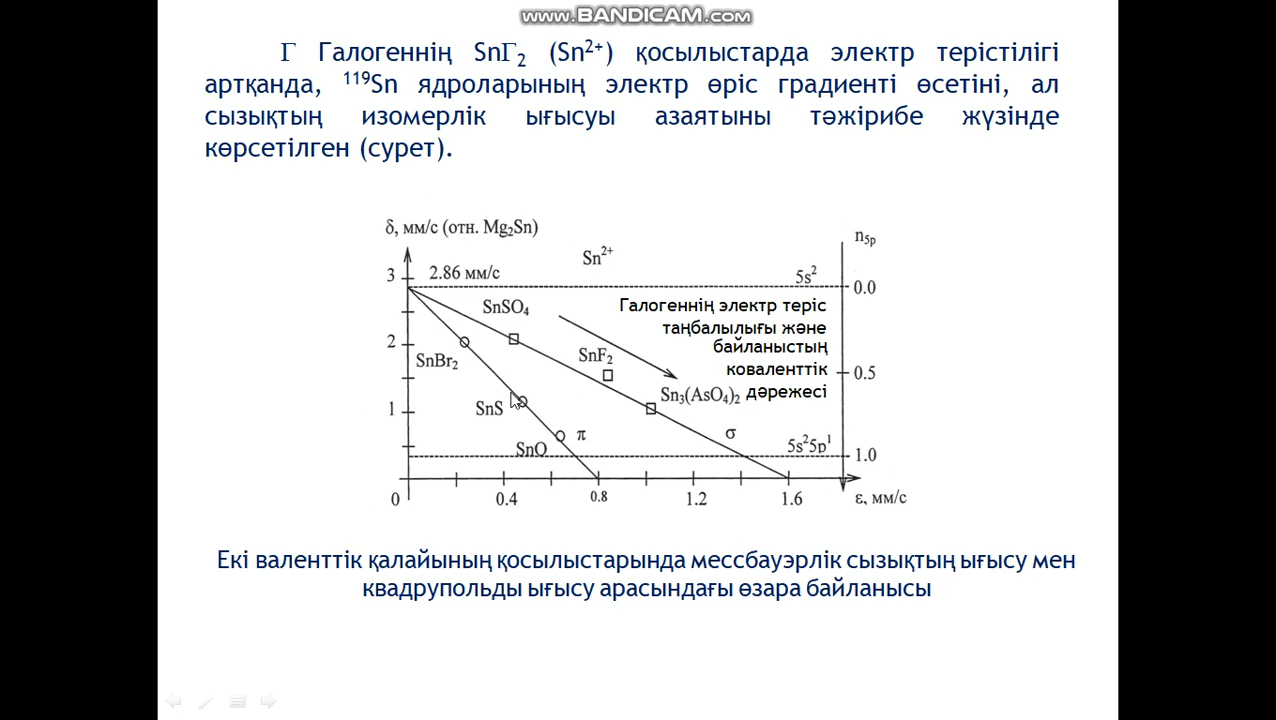 www.BANDICAM.com
Г Галогеннің SnГ₂ (Sn²⁺) қосылыстарда электр терістілігі
артқанда, ¹¹⁹Sn ядроларының электр өріс градиенті өсетіні, ал
сызықтың изомерлік ығысуы азаятыны тәжірибе жүзінде
көрсетілген (сурет).
δ, мм/с (отн. Mg₂Sn)
n₅ₚ
Sn²⁺
3
2.86 мм/с
5s²
0.0
SnSO₄
Галогеннің электр теріс
таңбалылығы және
байланыстың
коваленттік
дәрежесі
2
SnBr₂
SnF₂
0.5
Sn₃(AsO₄)₂
1
SnS
π
σ
SnO
5s²5p¹
1.0
0
0.4
0.8
1.2
1.6
ε, мм/с
Екі валенттік қалайының қосылыстарында мессбауэрлік сызықтың ығысу мен
квадрупольды ығысу арасындағы өзара байланысы